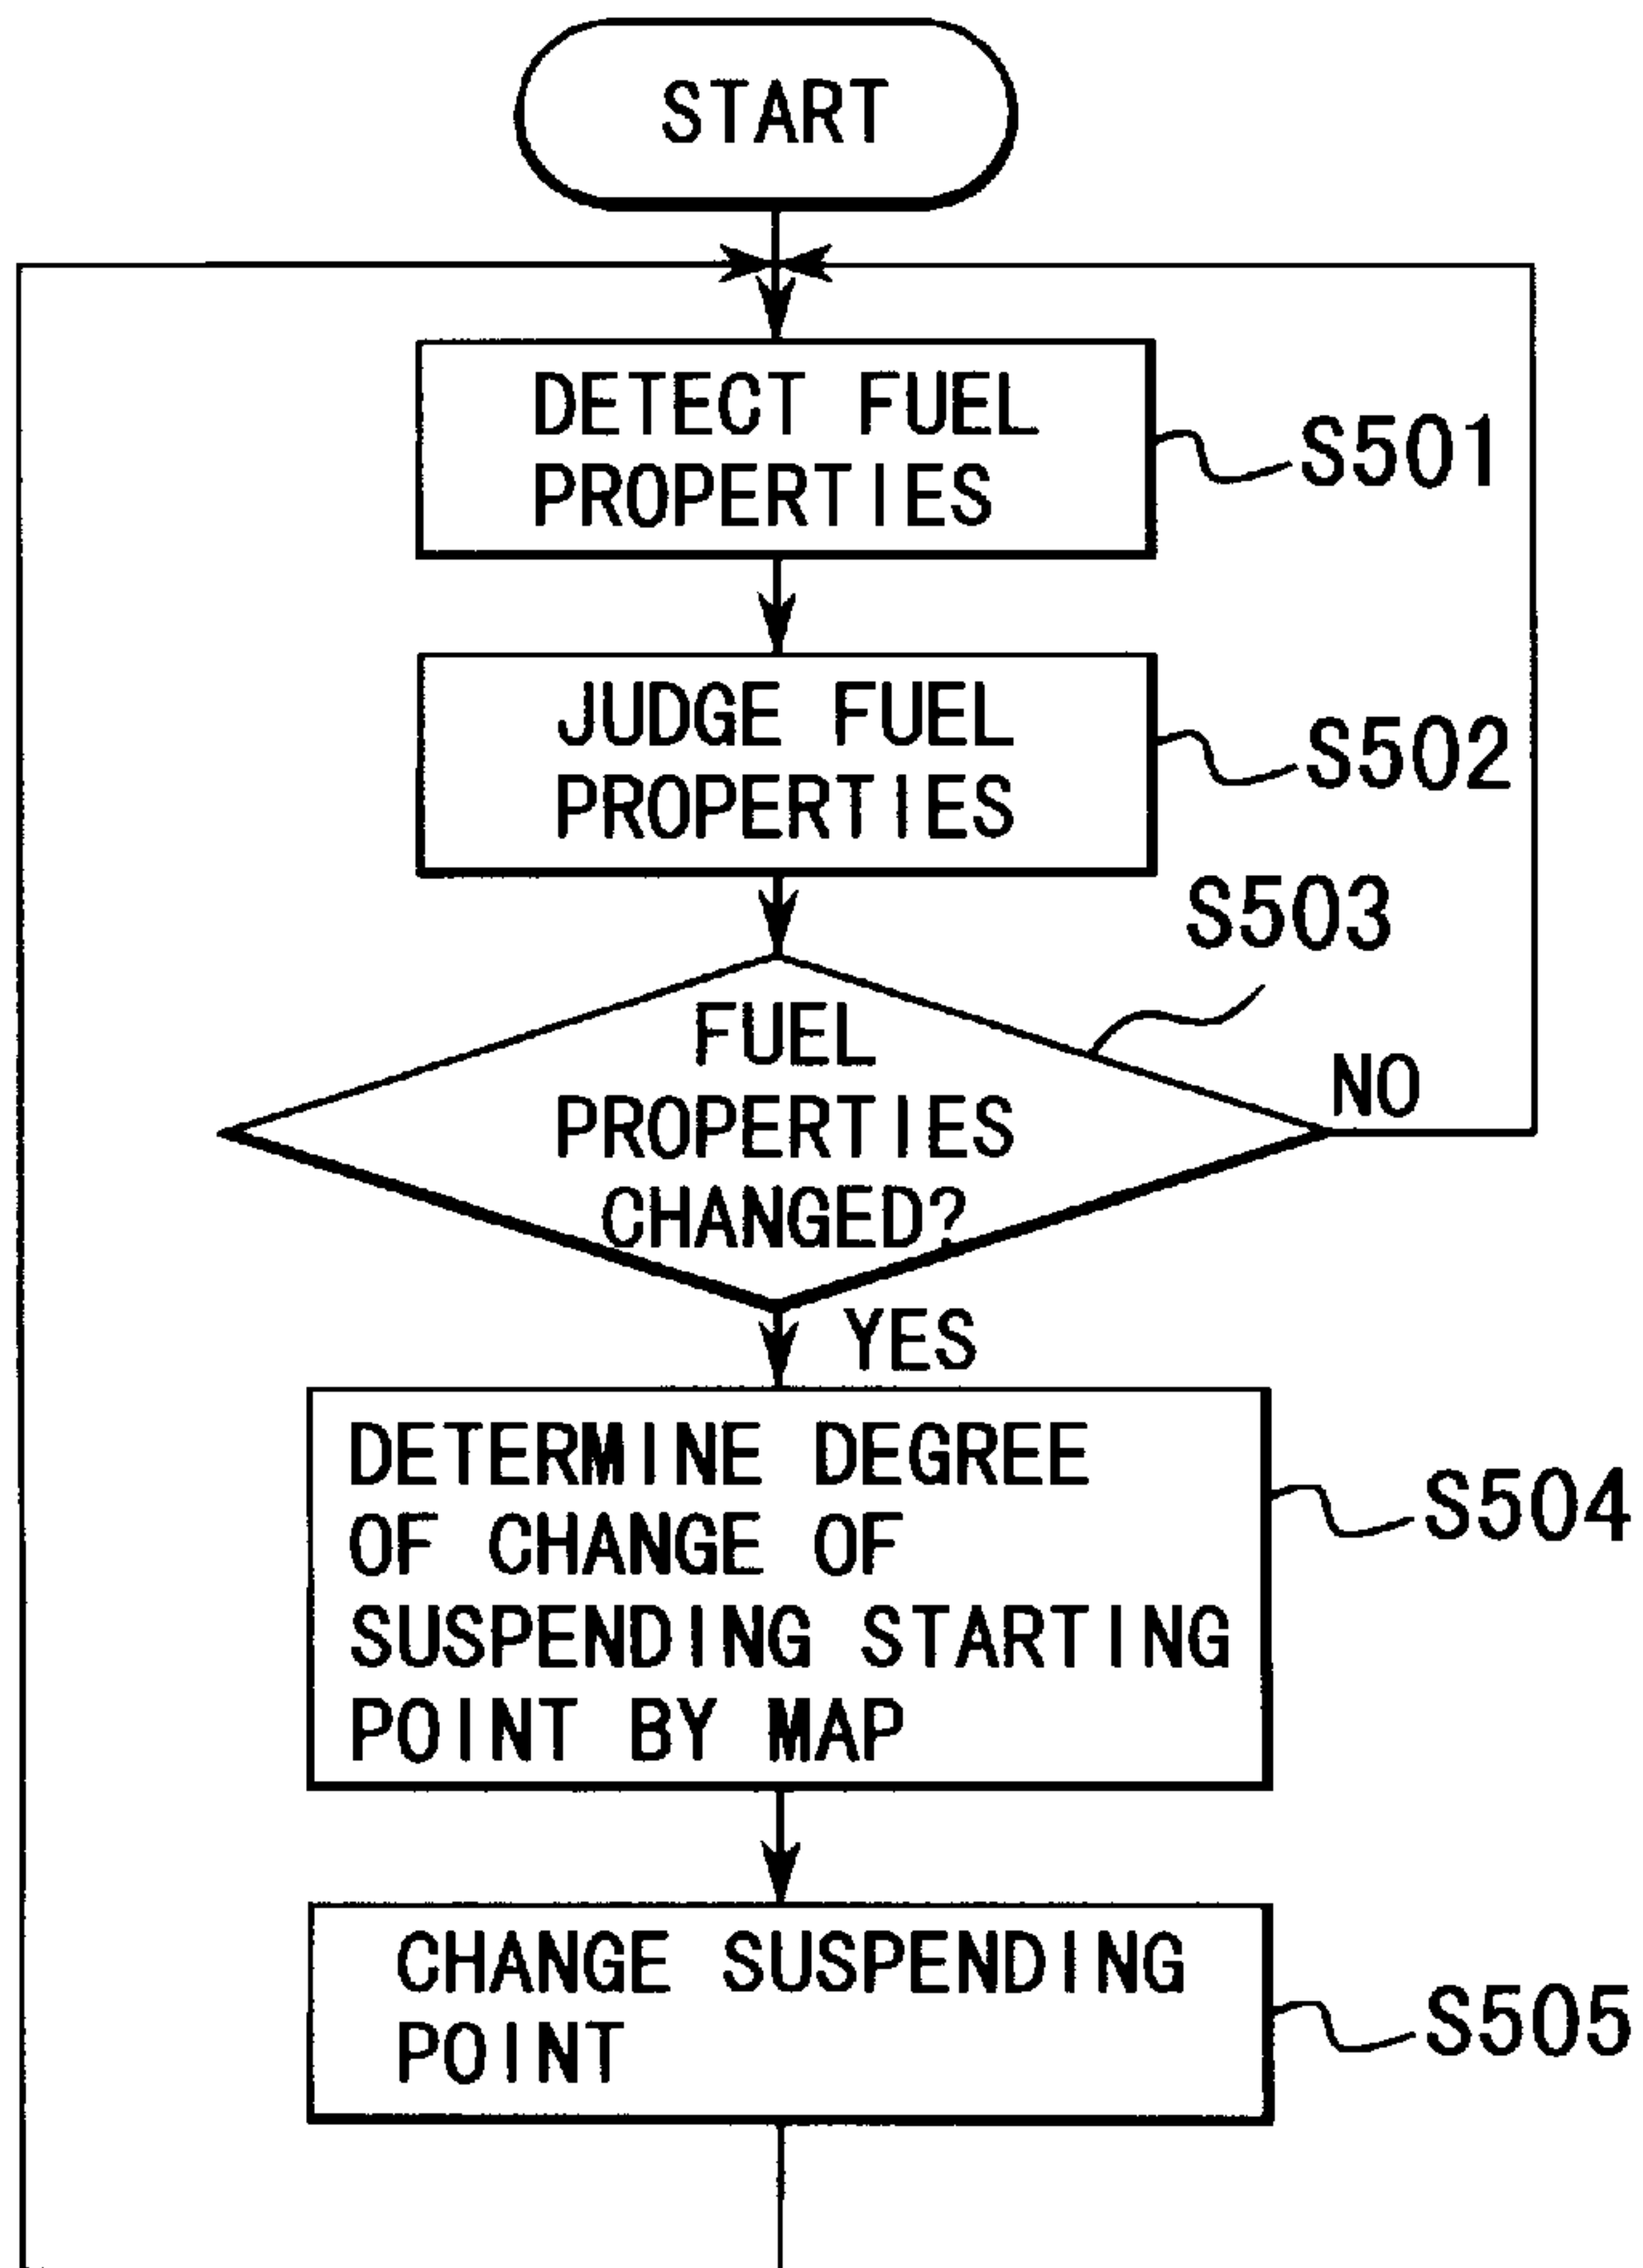 START
DETECT FUEL
PROPERTIES
S501
JUDGE FUEL
PROPERTIES
S502
S503
FUEL
PROPERTIES
CHANGED?
NO
YES
DETERMINE DEGREE
OF CHANGE OF
SUSPENDING STARTING
POINT BY MAP
S504
CHANGE SUSPENDING
POINT
S505